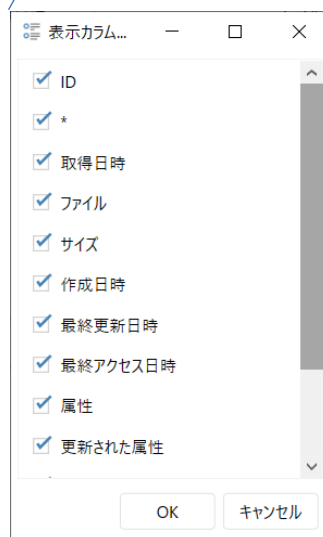 表示カラム...
ID
*
取得日時
ファイル
サイズ
作成日時
最終更新日時
最終アクセス日時
属性
更新された属性
OK
キャンセル